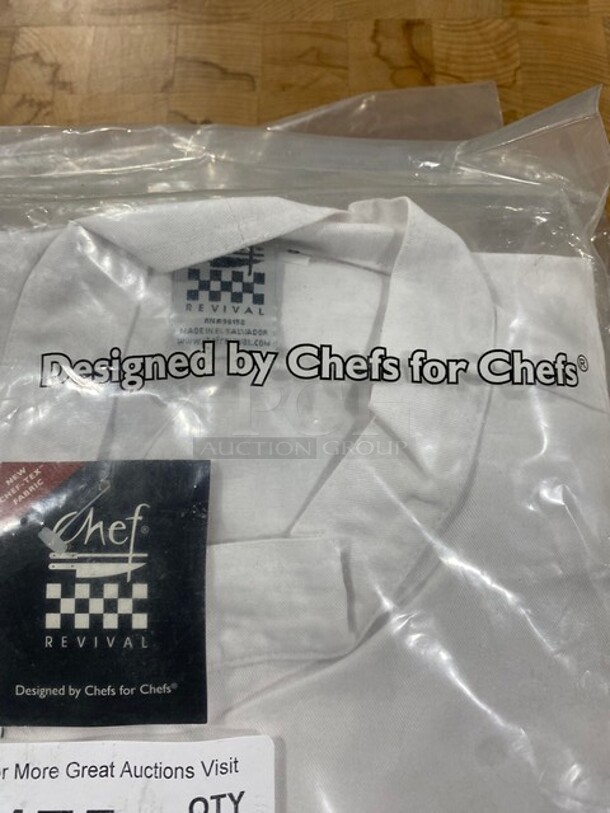 REVIVAL
MADE IN EL SALVADOR
Designed by Chefs for Chefs®
AUCTION GROUP
NEW
CHEF-TEX
FABRIC
Chef®
REVIVAL
Designed by Chefs for Chefs®
r More Great Auctions Visit
QTY